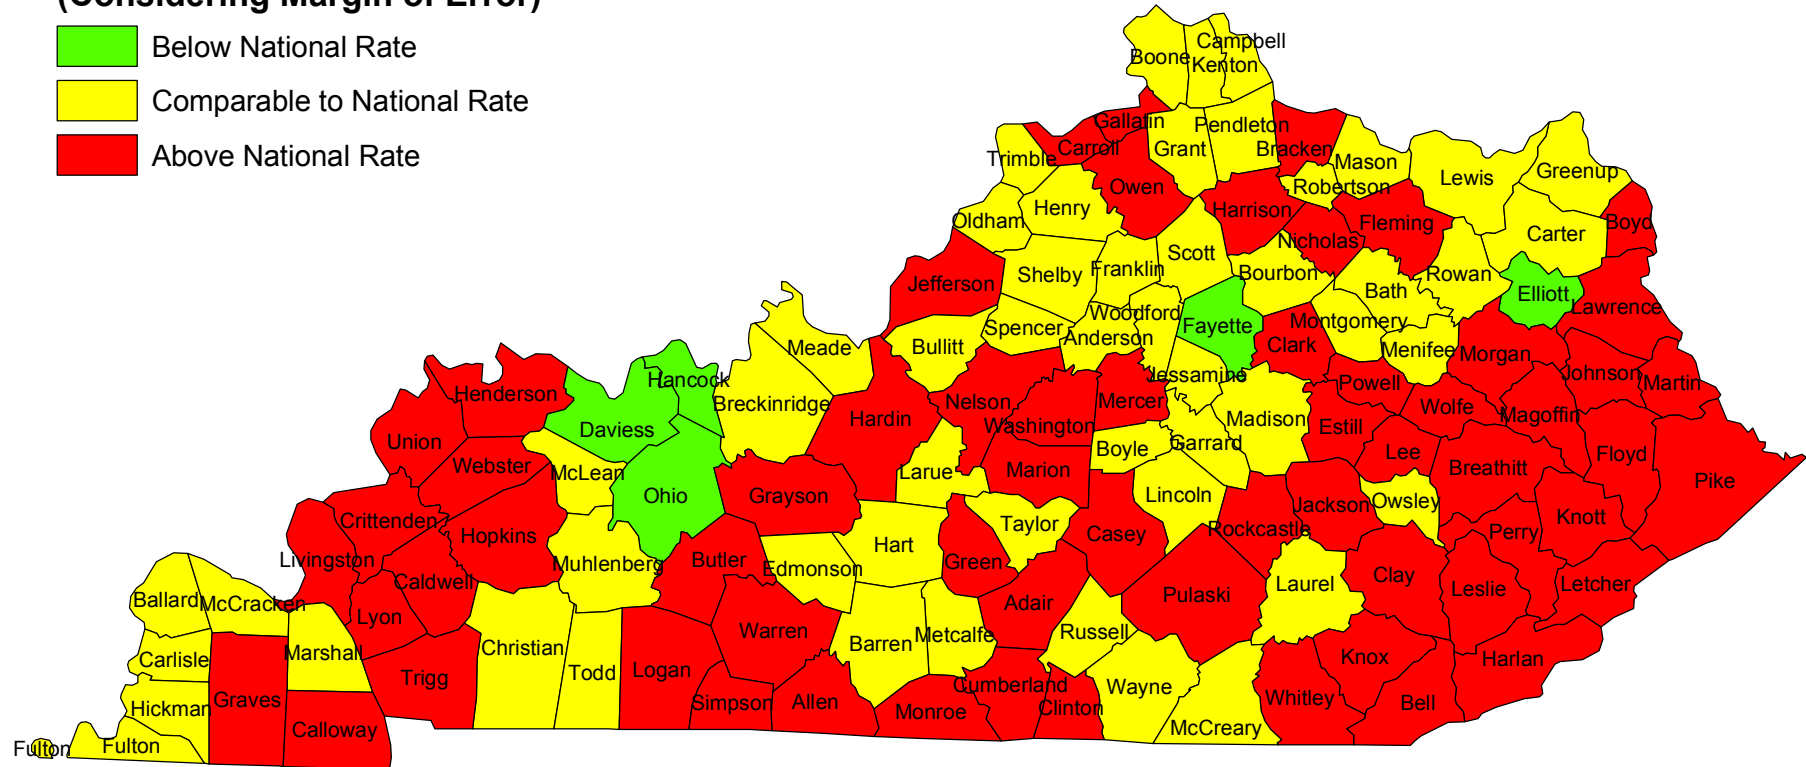 (Considering Margin of Error)
Below National Rate
Comparable to National Rate
Above National Rate
Campbell
Boone
Kenton
Gallatin
Pendleton
Carroll
Grant
Bracken
Trimble
Mason
Owen
Robertson
Lewis
Greenup
Henry
Harrison
Oldham
Fleming
Boyd
Nicholas
Carter
Scott
Shelby
Franklin
Bourbon
Rowan
Jefferson
Bath
Elliott
Lawrence
Woodford
Spencer
Anderson
Fayette
Montgomery
Clark
Bullitt
Meade
Menifee
Morgan
Hancock
Jessamine
Powell
Johnson
Martin
Henderson
Breckinridge
Nelson
Mercer
Wolfe
Magoffin
Hardin
Washington
Madison
Estill
Daviess
Union
Boyle
Garrard
Lee
Floyd
Webster
McLean
Larue
Marion
Breathitt
Pike
Ohio
Grayson
Lincoln
Owsley
Jackson
Crittenden
Taylor
Rockcastle
Knott
Hopkins
Hart
Casey
Perry
Livingston
Muhlenberg
Butler
Edmonson
Green
Caldwell
Laurel
Clay
Leslie
Letcher
Ballard
McCracken
Lyon
Adair
Pulaski
Warren
Russell
Christian
Barren
Metcalfe
Carlisle
Marshall
Knox
Harlan
Todd
Logan
Trigg
Cumberland
Wayne
Graves
Whitley
Hickman
Simpson
Allen
Monroe
Clinton
Bell
Calloway
McCreary
Fulton
Fulton